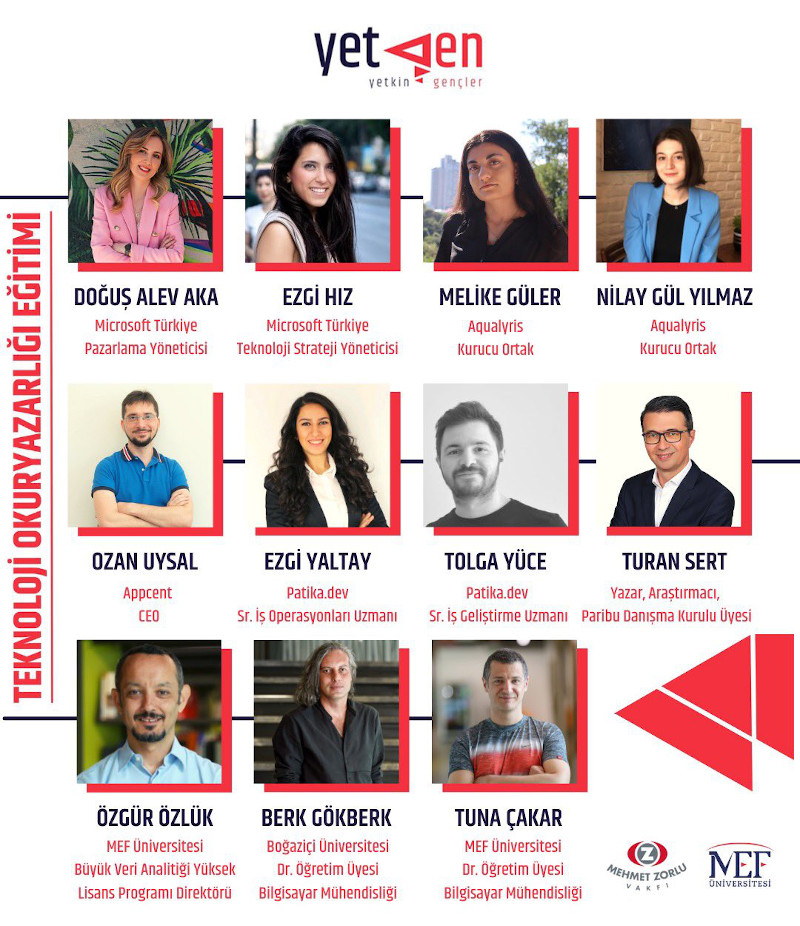 yetgen
yetkin gençler
TEKNOLOJİ OKURYAZARLIĞI EĞİTİMİ
DOĞUŞ ALEV AKA
Microsoft Türkiye
Pazarlama Yöneticisi
EZGİ HIZ
Microsoft Türkiye
Teknoloji Strateji Yöneticisi
MELİKE GÜLER
Aqualyris
Kurucu Ortak
NİLAY GÜL YILMAZ
Aqualyris
Kurucu Ortak
OZAN UYSAL
Appcent
CEO
EZGİ YALTAY
Patika.dev
Sr. İş Operasyonları Uzmanı
TOLGA YÜCE
Patika.dev
Sr. İş Geliştirme Uzmanı
TURAN SERT
Yazar, Araştırmacı,
Paribu Danışma Kurulu Üyesi
ÖZGÜR ÖZLÜK
MEF Üniversitesi
Büyük Veri Analitiği Yüksek
Lisans Programı Direktörü
BERK GÖKBERK
Boğaziçi Üniversitesi
Dr. Öğretim Üyesi
Bilgisayar Mühendisliği
TUNA ÇAKAR
MEF Üniversitesi
Dr. Öğretim Üyesi
Bilgisayar Mühendisliği
Z
MEHMET ZORLU
VAKFI
MEF
ÜNİVERSİTESİ